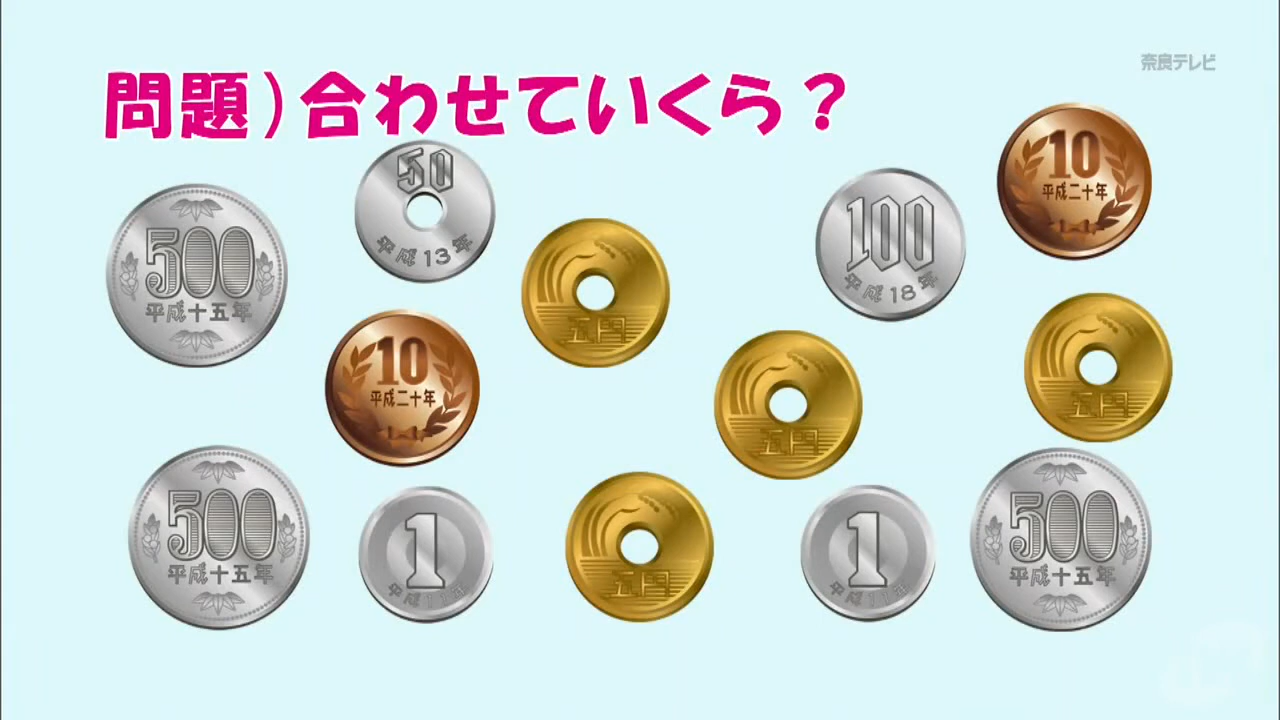 奈良テレビ
問題）合わせていくら？
500
平成十五年
50
平成13年
五円
100
平成18年
10
平成二十年
10
平成二十年
五円
五円
500
平成十五年
1
五円
1
500
平成十五年